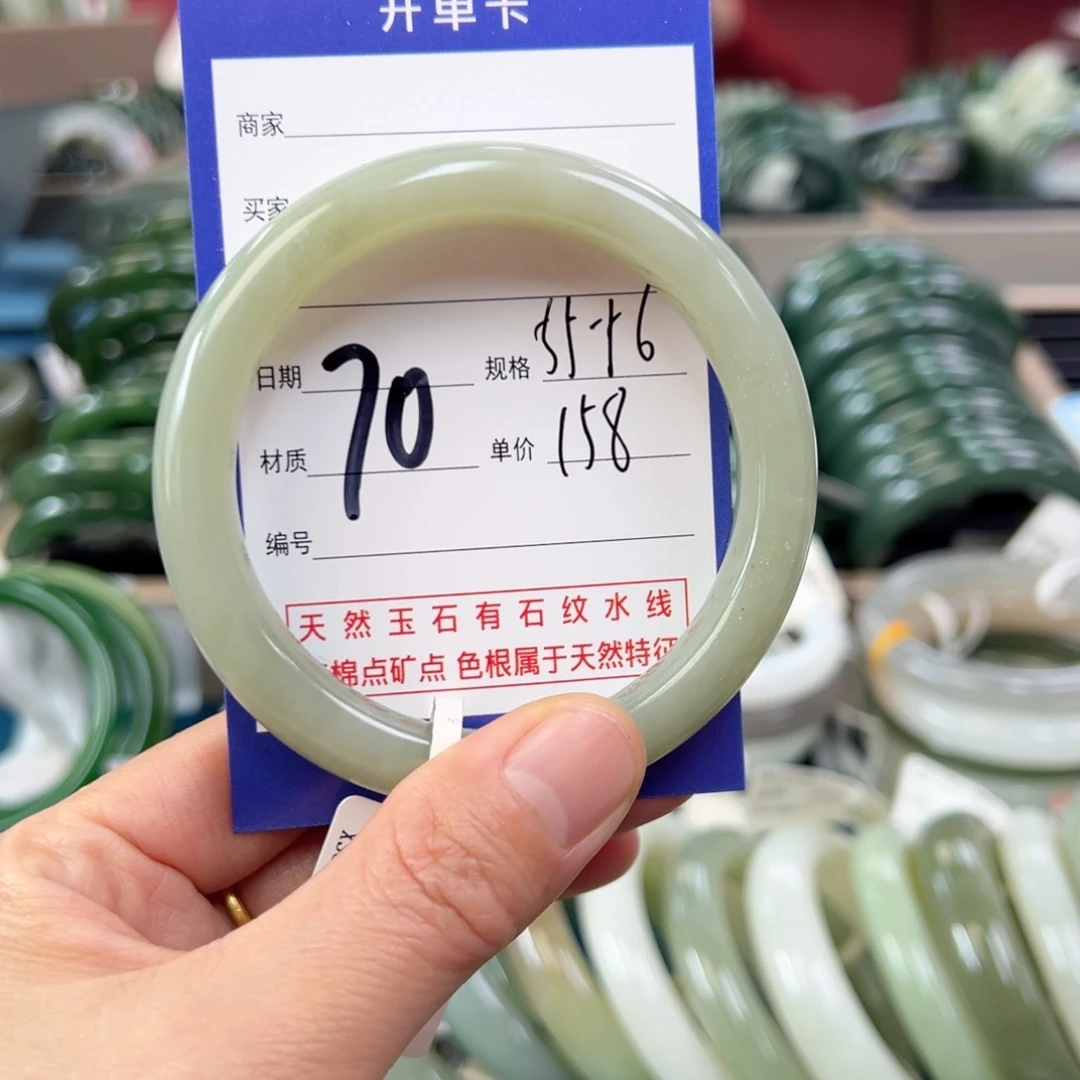 开单卡
商家
买家
日期 70 规格 55+6
材质 单价 158
编号
天然玉石有石纹水线
棉点矿点 色根属于天然特征